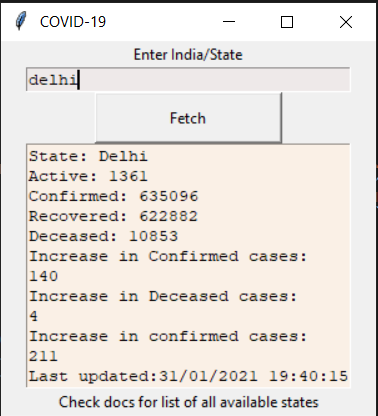 COVID-19
Enter India/State
delhi
Fetch
State: Delhi
Active: 1361
Confirmed: 635096
Recovered: 622882
Deceased: 10853
Increase in Confirmed cases:
140
Increase in Deceased cases:
4
Increase in confirmed cases:
211
Last updated:31/01/2021 19:40:15
Check docs for list of all available states